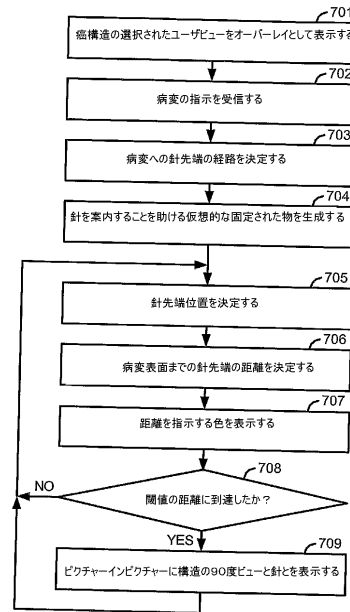 701
癌構造の選択されたユーザビューをオーバーレイとして表示する
702
病変の指示を受信する
703
病変への針先端の経路を決定する
704
針を案内することを助ける仮想的な固定された物を生成する
705
針先端位置を決定する
706
病変表面までの針先端の距離を決定する
707
距離を指示する色を表示する
708
閾値の距離に到達したか？
NO
YES
709
ピクチャーインピクチャーに構造の90度ビューと針とを表示する